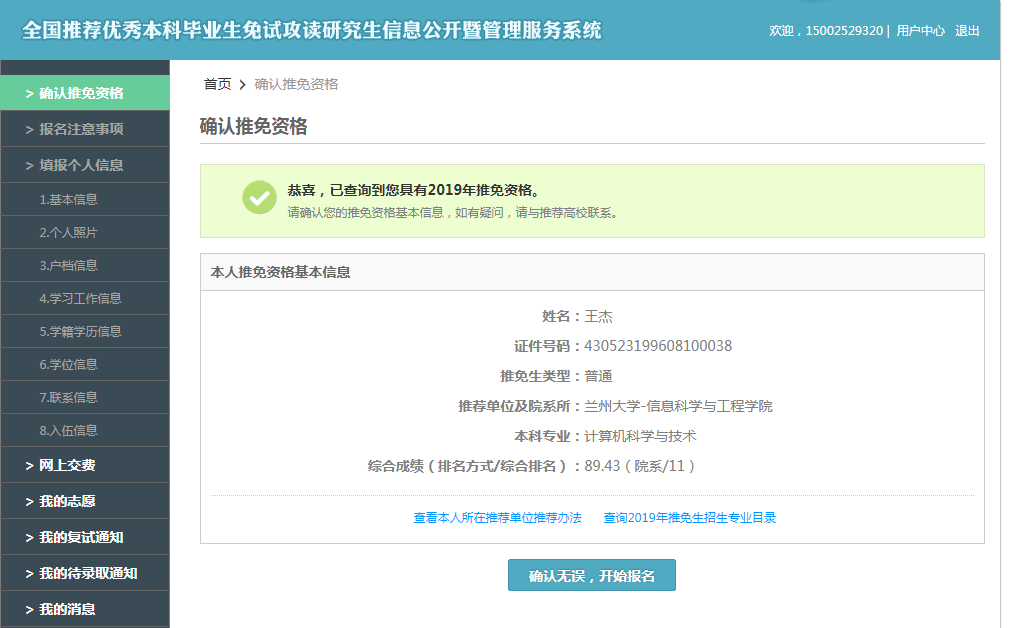 全国推荐优秀本科毕业生免试攻读研究生信息公开暨管理服务系统
欢迎，15002529320 | 用户中心 退出
> 确认推免资格
> 报名注意事项
> 填报个人信息
1.基本信息
2.个人照片
3.户档信息
4.学习工作信息
5.学籍学历信息
6.学位信息
7.联系信息
8.入伍信息
> 网上交费
> 我的志愿
> 我的复试通知
> 我的待录取通知
> 我的消息
首页 > 确认推免资格
确认推免资格
恭喜，已查询到您具有2019年推免资格。
请确认您的推免资格基本信息，如有疑问，请与推荐高校联系。
本人推免资格基本信息
姓名：王杰
证件号码：430523199608100038
推免生类型：普通
推荐单位及院系所：兰州大学-信息科学与工程学院
本科专业：计算机科学与技术
综合成绩（排名方式/综合排名）：89.43（院系/11）
查看本人所在推荐单位推荐办法 查询2019年推免生招生专业目录
确认无误，开始报名